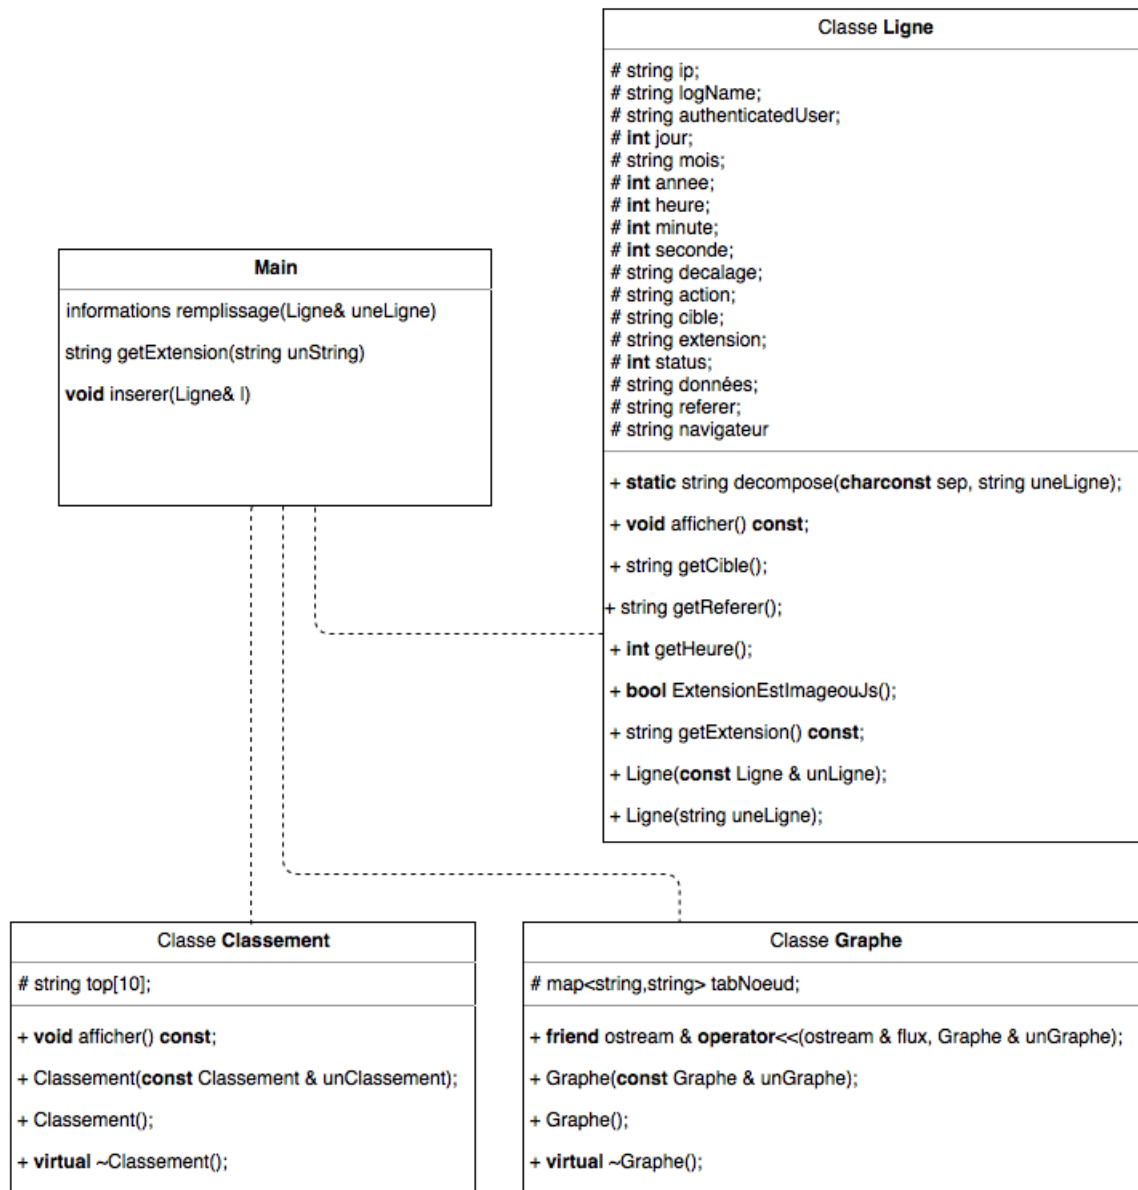 Classe Ligne
# string ip;
# string logName;
# string authenticatedUser;
# int jour;
# string mois;
# int annee;
# int heure;
# int minute;
# int seconde;
# string decalage;
# string action;
# string cible;
# string extension;
# int status;
# string données;
# string referer;
# string navigateur
+ static string decompose(charconst sep, string uneLigne);
+ void afficher() const;
+ string getCible();
+ string getReferer();
+ int getHeure();
+ bool ExtensionEstImageouJs();
+ string getExtension() const;
+ Ligne(const Ligne & unLigne);
+ Ligne(string uneLigne);
Main
informations remplissage(Ligne& uneLigne)
string getExtension(string unString)
void inserer(Ligne& l)
Classe Classement
# string top[10];
+ void afficher() const;
+ Classement(const Classement & unClassement);
+ Classement();
+ virtual ~Classement();
Classe Graphe
# map<string,string> tabNoeud;
+ friend ostream & operator<<(ostream & flux, Graphe & unGraphe);
+ Graphe(const Graphe & unGraphe);
+ Graphe();
+ virtual ~Graphe();